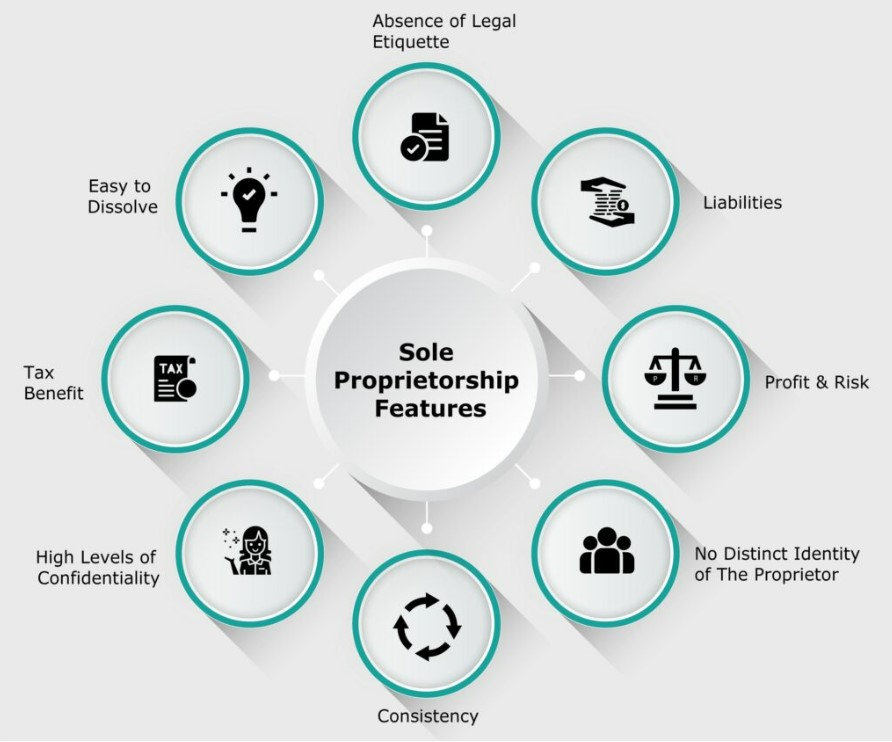 Absence of Legal
Etiquette
Easy to
Dissolve
Liabilities
Sole
Proprietorship
Features
TAX
P R
Tax
Benefit
Profit & Risk
High Levels of
Confidentiality
No Distinct Identity
of The Proprietor
Consistency